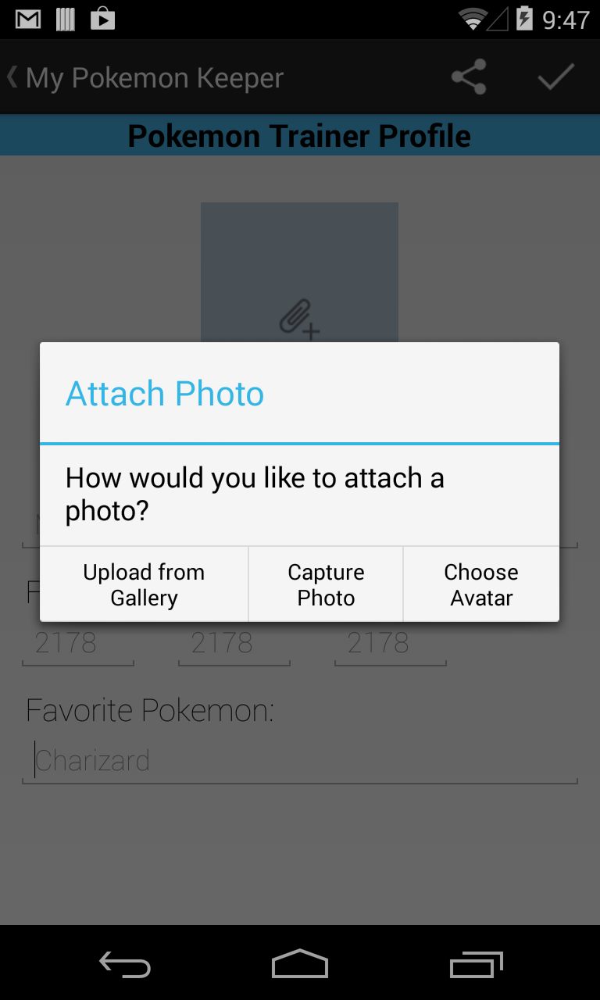 9:47
My Pokemon Keeper
Pokemon Trainer Profile
Attach Photo
How would you like to attach a
photo?
Upload from
Gallery
Capture
Photo
Choose
Avatar
2178 2178 2178
Favorite Pokemon:
Charizard